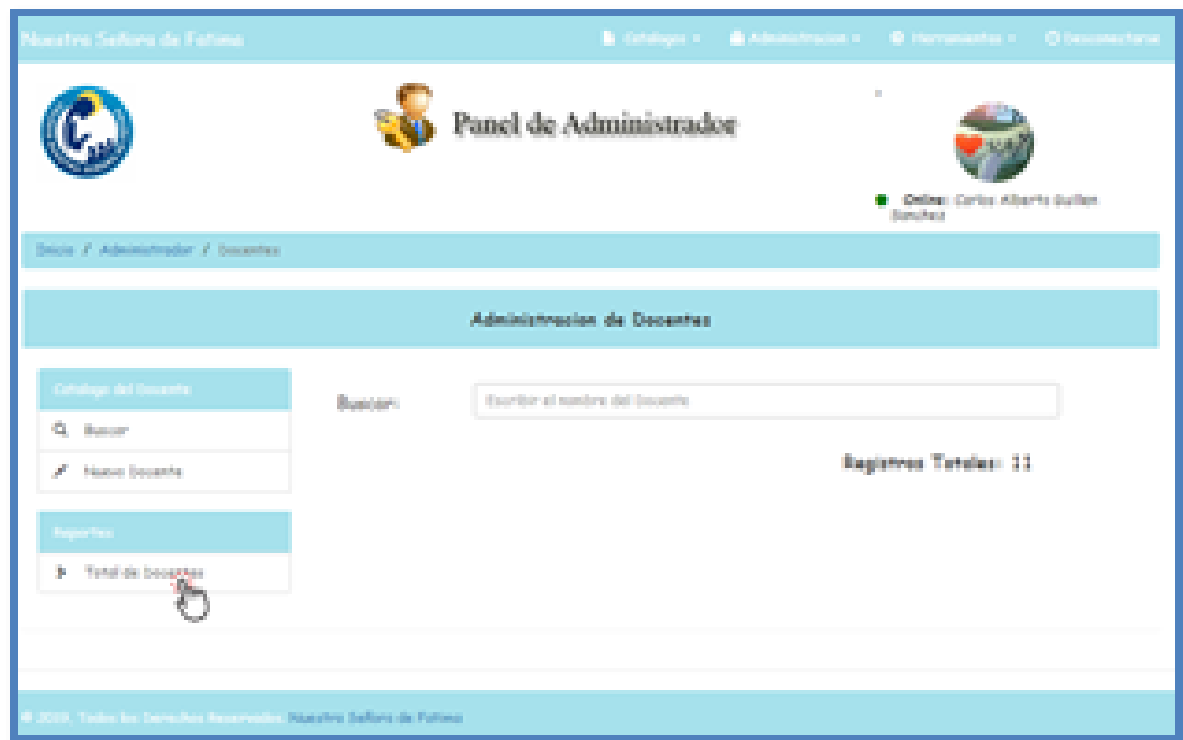 Nuestra Señora de Fatima
Catalogos
Administracion
Herramientas
Desconectarse
Panel de Administrador
Online: Carlos Alberto Guillen
Sanchez
Inicio / Administrador / Docentes
Administracion de Docentes
Catalogo del Docente
Buscar
Nuevo Docente
Buscar:
Escribir el nombre del Docente
Registros Totales: 11
Reportes
Total de Docentes
© 2019, Todos los Derechos Reservados. Nuestra Señora de Fatima